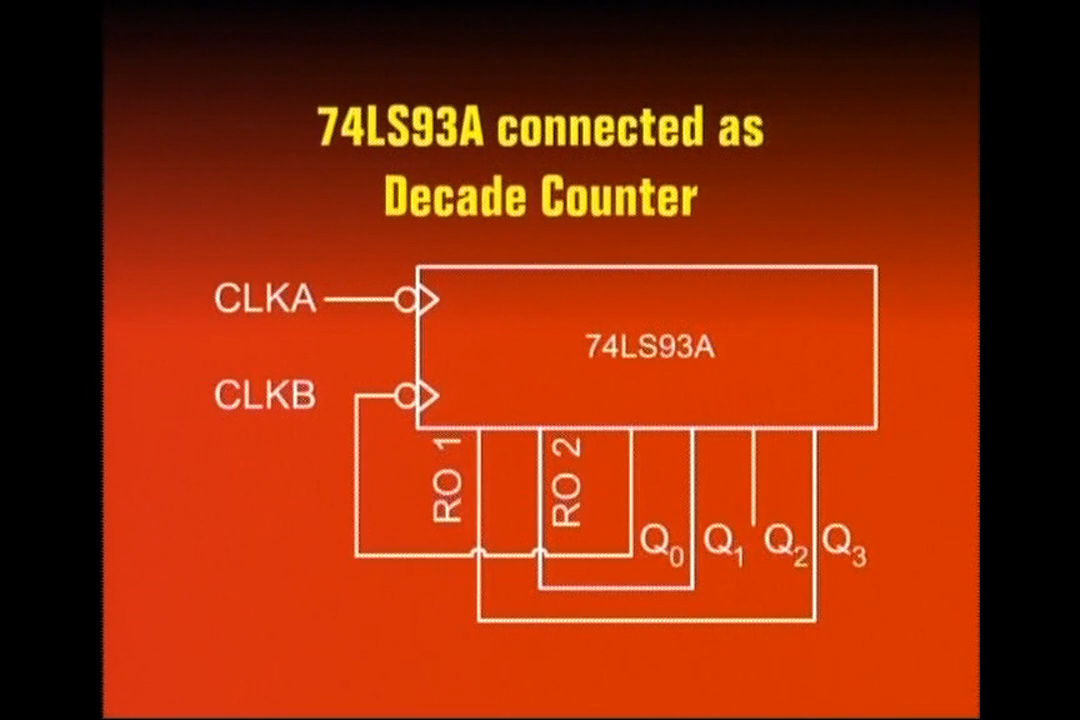 74LS93A connected as
Decade Counter
CLKA
74LS93A
CLKB
RO 1
RO 2
Q0
Q1
Q2
Q3